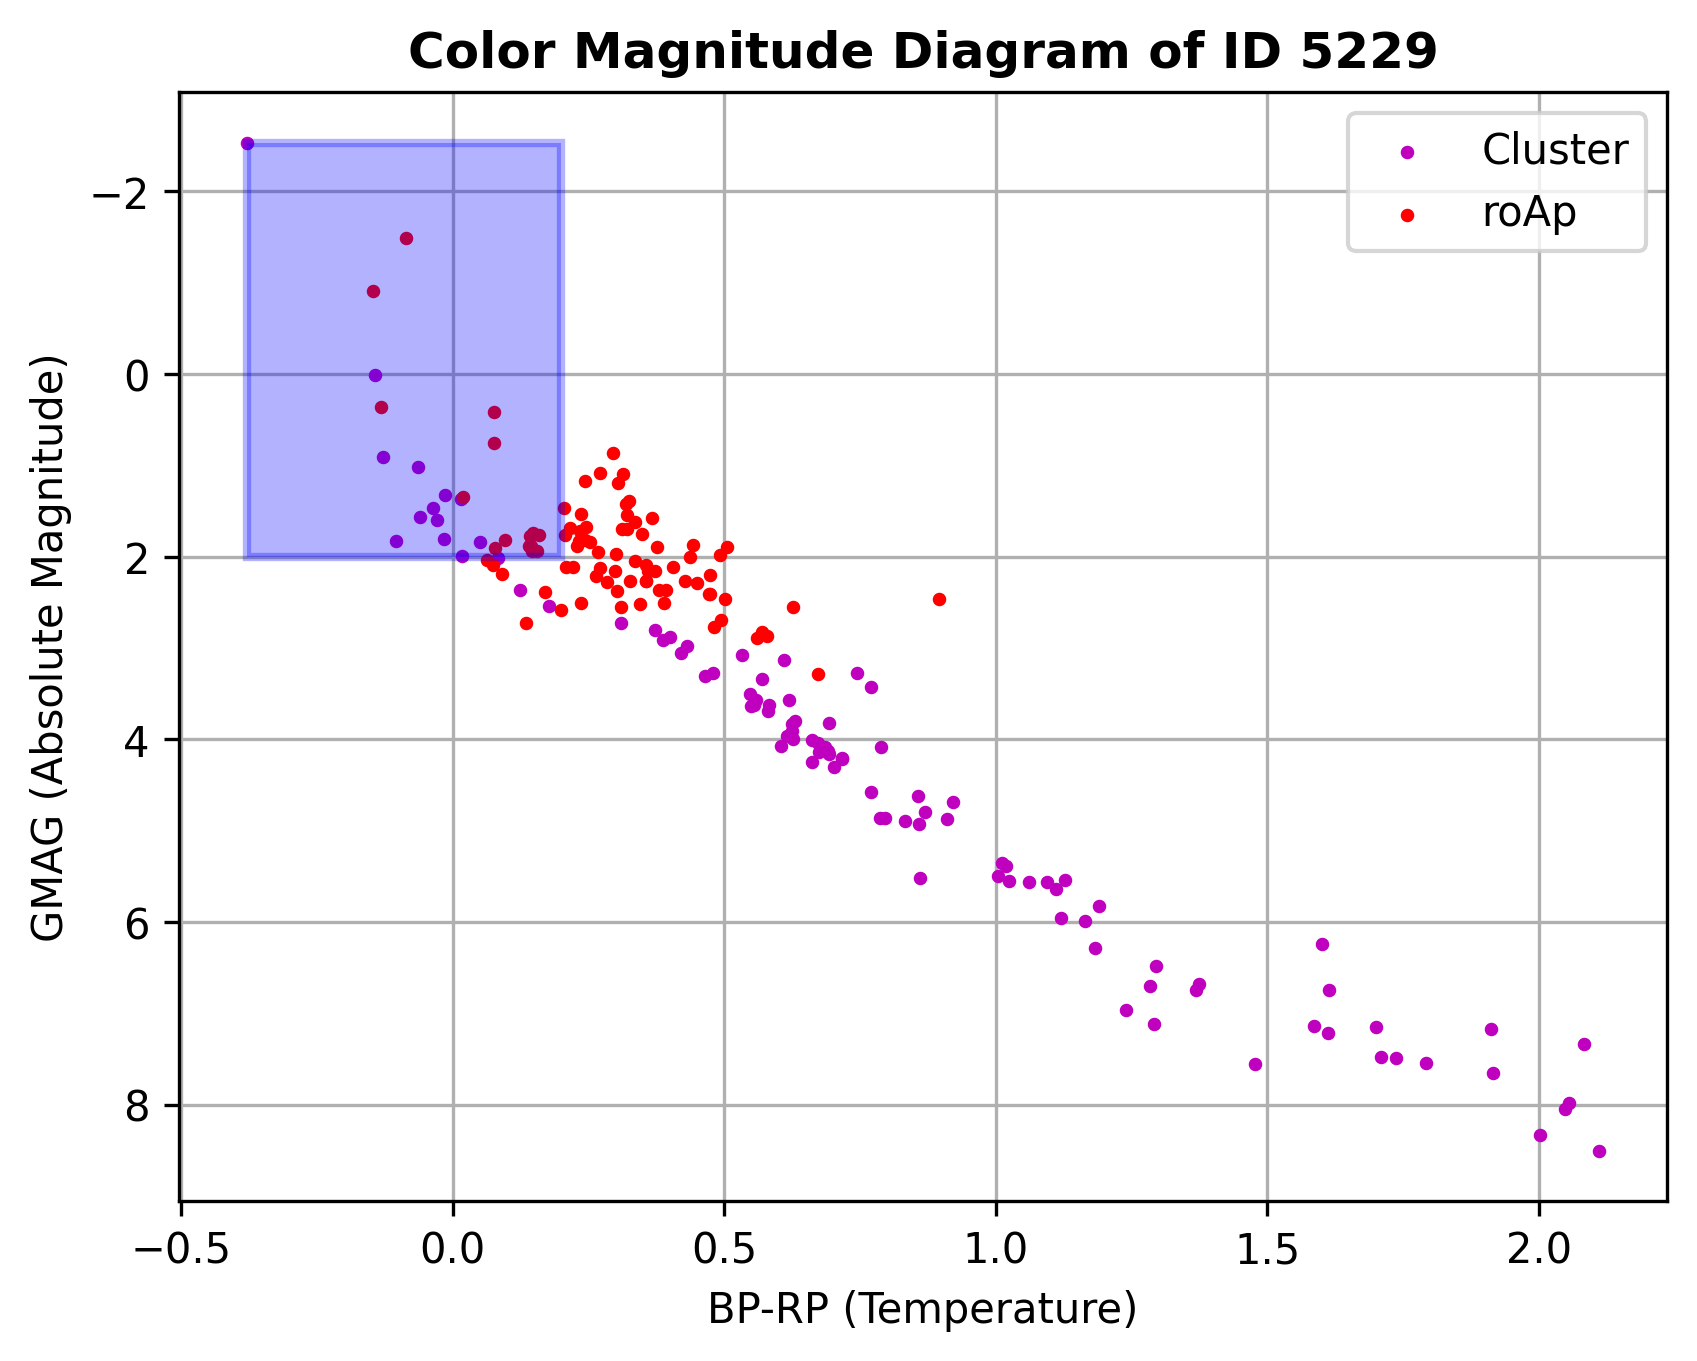 Color Magnitude Diagram of ID 5229
Cluster
roAp
−2
0
2
4
6
8
GMAG (Absolute Magnitude)
−0.5 0.0 0.5 1.0 1.5 2.0
BP-RP (Temperature)